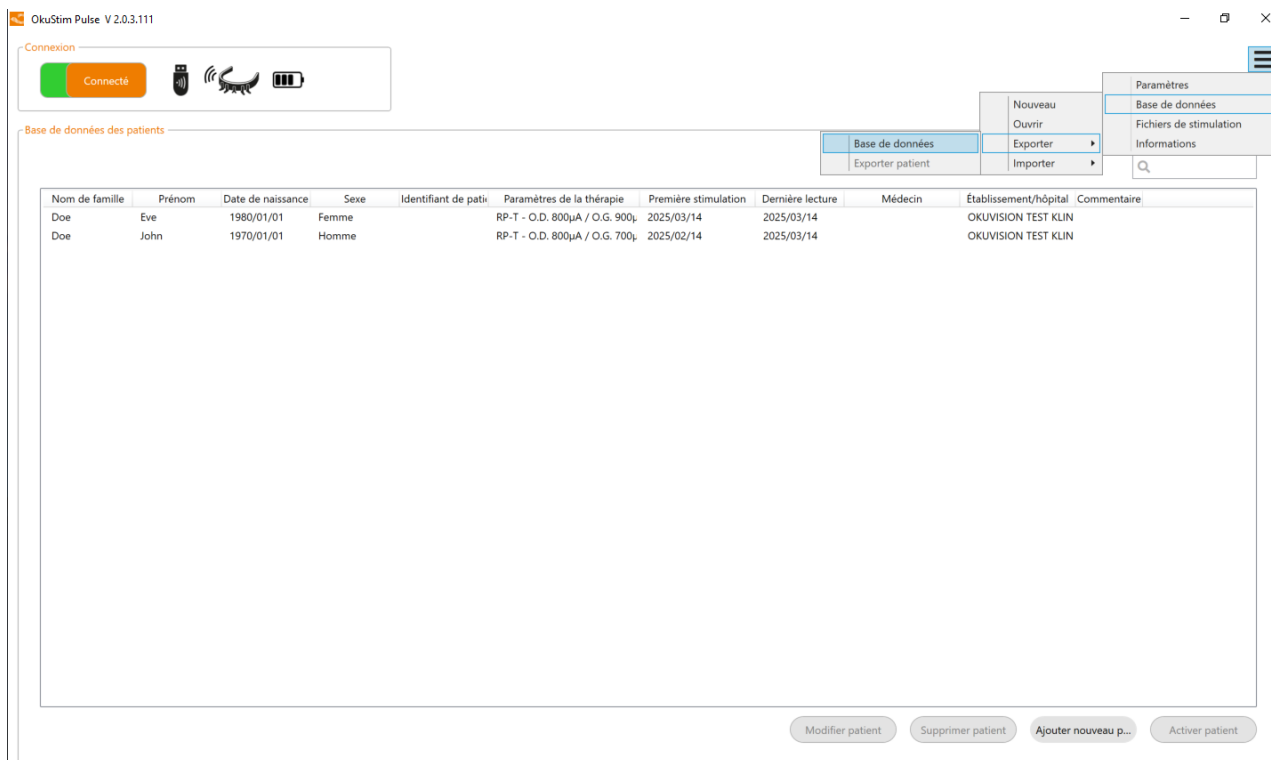 OkuStim Pulse V 2.0.3.111
Connexion
Connecté
Paramètres
Base de données
Fichiers de stimulation
Informations
Nouveau
Ouvrir
Exporter
Importer
Base de données
Exporter patient
Base de données des patients
Nom de famille Prénom Date de naissance Sexe Identifiant de patie Paramètres de la thérapie Première stimulation Dernière lecture Médecin Établissement/hôpital Commentaire
Doe Eve 1980/01/01 Femme RP-T - O.D. 800µA / O.G. 900µ 2025/03/14 2025/03/14 OKUVISION TEST KLIN
Doe John 1970/01/01 Homme RP-T - O.D. 800µA / O.G. 700µ 2025/02/14 2025/03/14 OKUVISION TEST KLIN
Modifier patient Supprimer patient Ajouter nouveau p... Activer patient